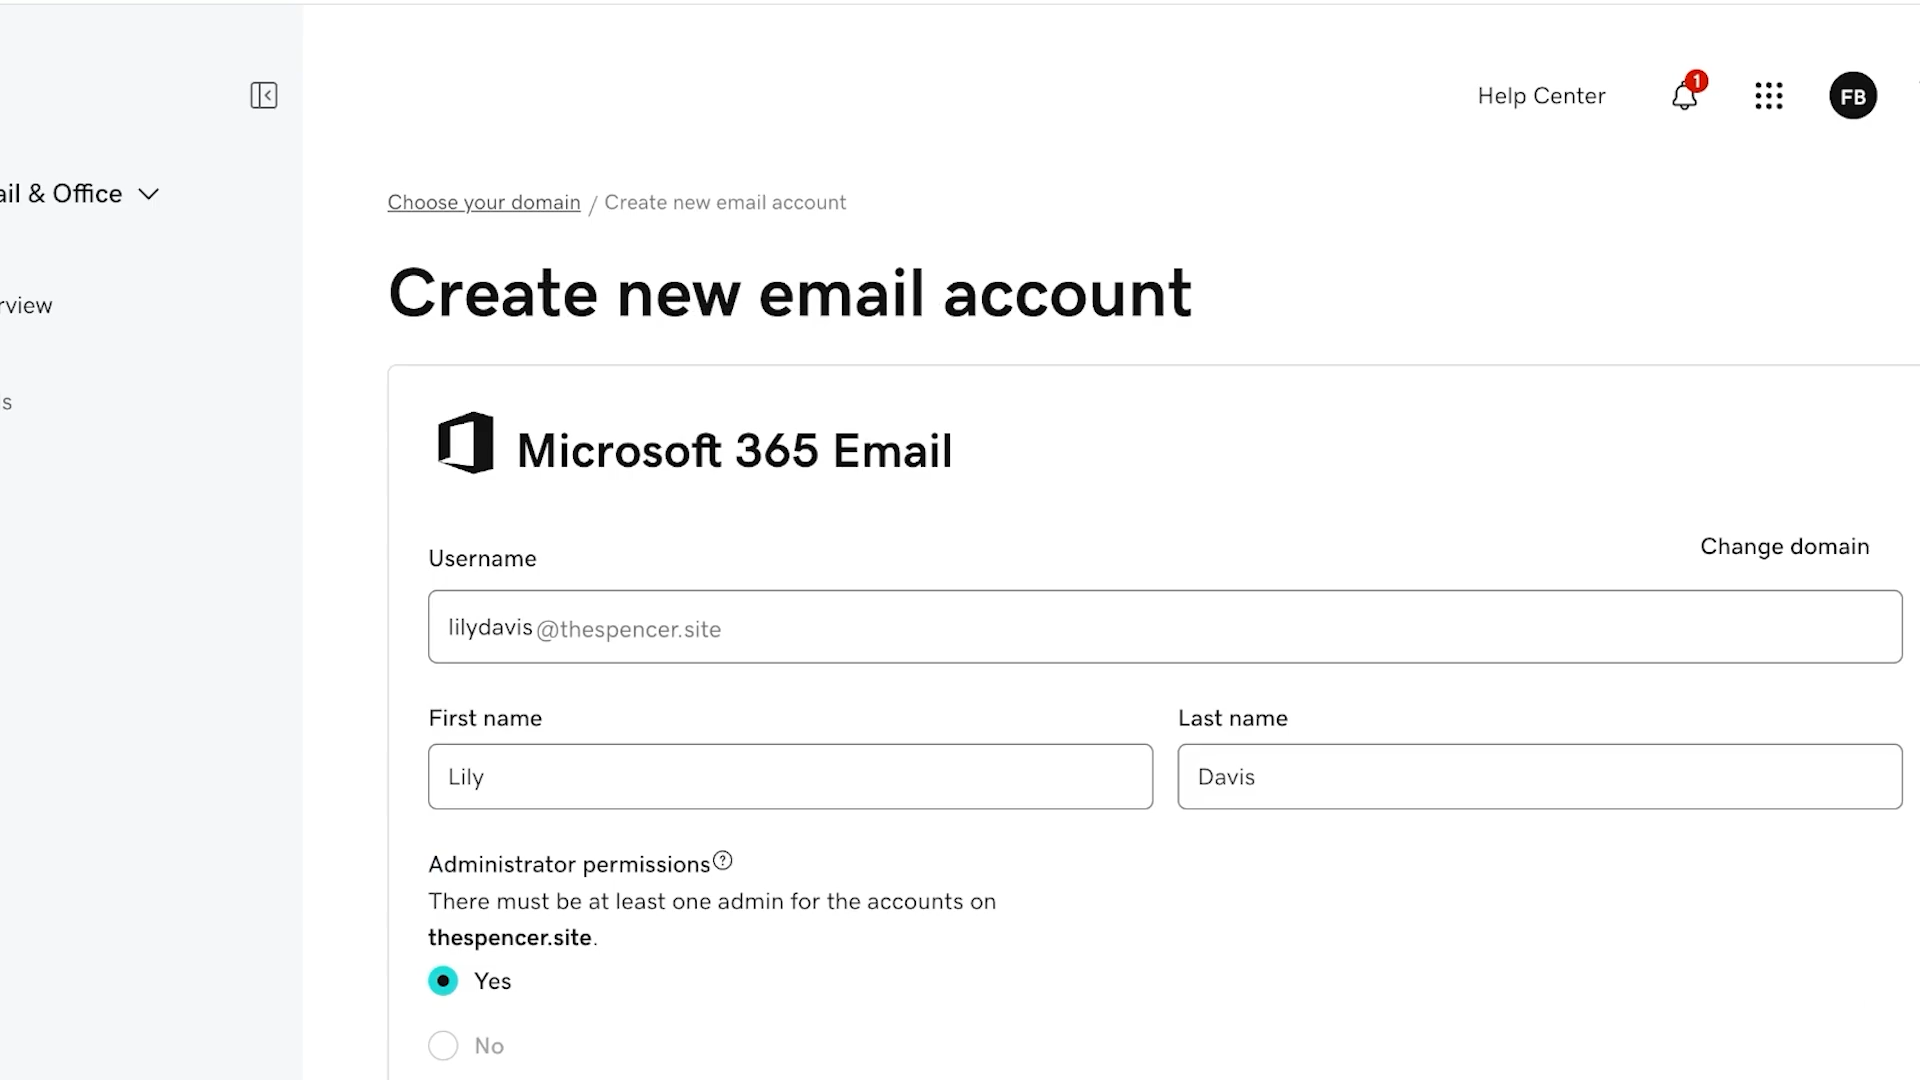 Help Center
1
FB
ail & Office
Choose your domain / Create new email account
rview
Create new email account
s
Microsoft 365 Email
Username
Change domain
lilydavis@thespencer.site
First name
Last name
Lily
Davis
Administrator permissions?
There must be at least one admin for the accounts on
thespencer.site.
Yes
No